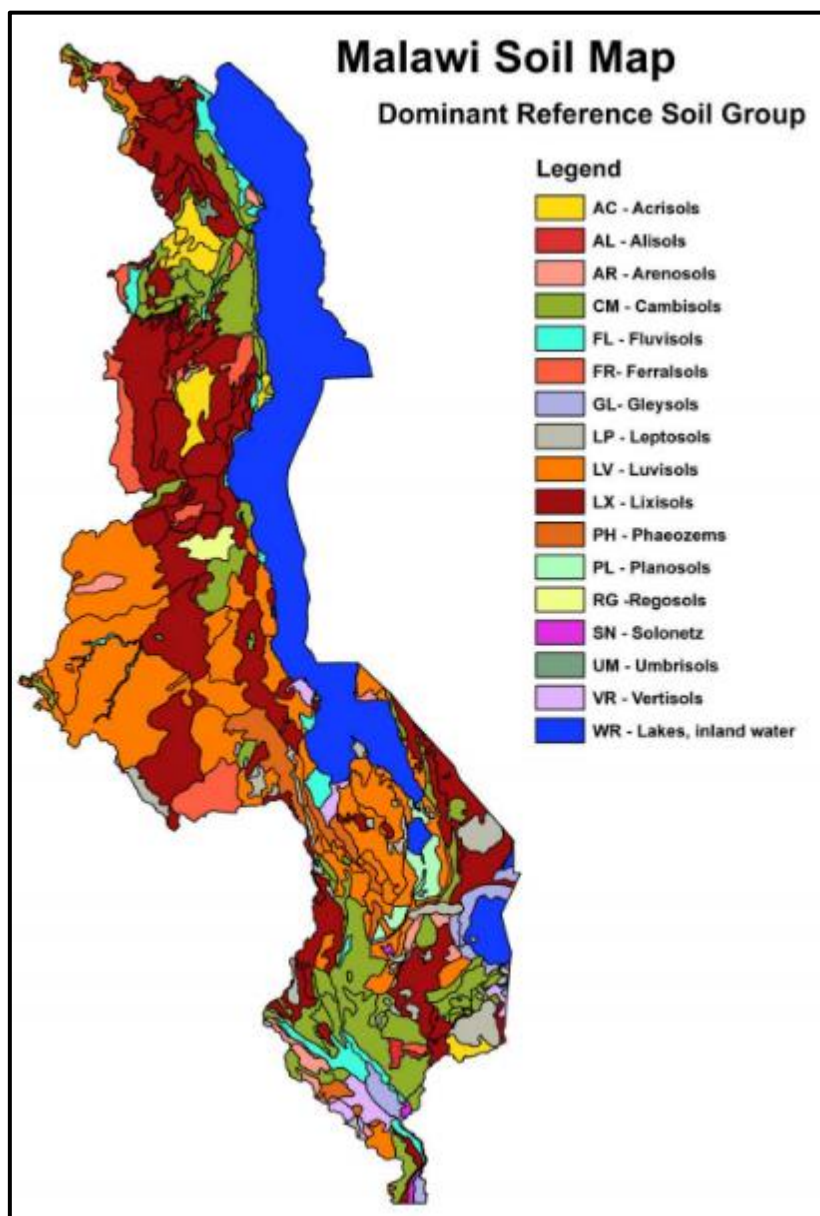 Malawi Soil Map
Dominant Reference Soil Group
Legend
AC - Acrisols
AL - Alisols
AR - Arenosols
CM - Cambisols
FL - Fluvisols
FR- Ferralsols
GL- Gleysols
LP - Leptosols
LV - Luvisols
LX - Lixisols
PH - Phaeozems
PL - Planosols
RG -Regosols
SN - Solonetz
UM - Umbrisols
VR - Vertisols
WR - Lakes, inland water